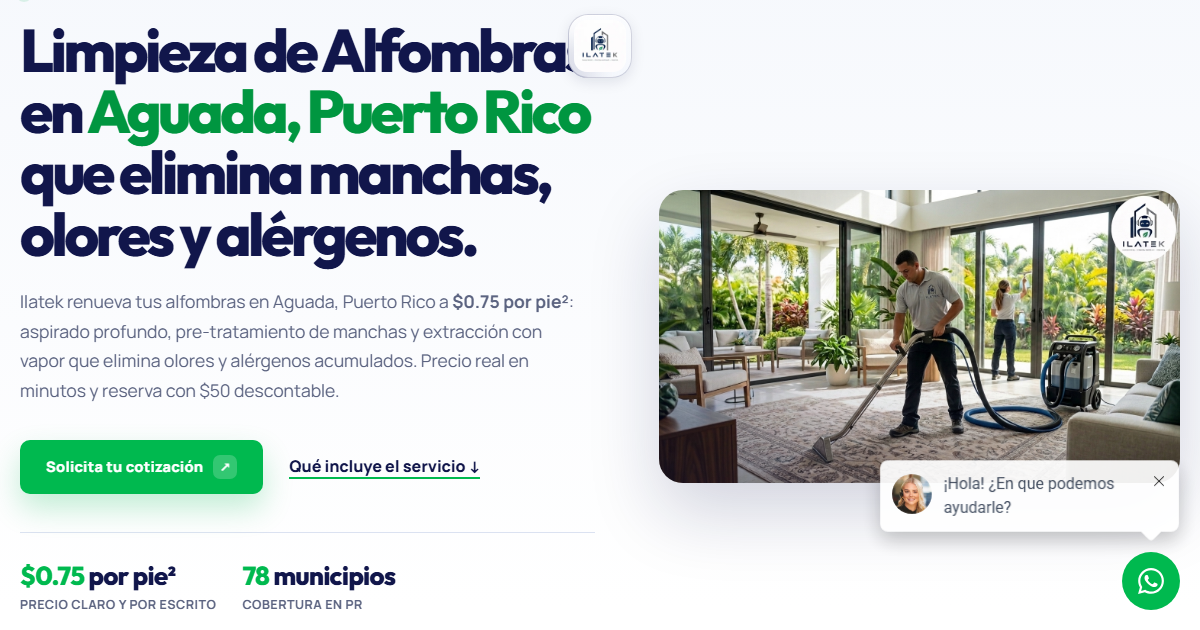 Limpieza de Alfombras
ILATEK
en Aguada, Puerto Rico
que elimina manchas,
olores y alérgenos.
Ilatek renueva tus alfombras en Aguada, Puerto Rico a $0.75 por pie²:
aspirado profundo, pre-tratamiento de manchas y extracción con
vapor que elimina olores y alérgenos acumulados. Precio real en
minutos y reserva con $50 descontable.
Solicita tu cotización ↗
Qué incluye el servicio ↓
$0.75 por pie²
PRECIO CLARO Y POR ESCRITO
78 municipios
COBERTURA EN PR
ILATEK
¡Hola! ¿En que podemos
ayudarle?